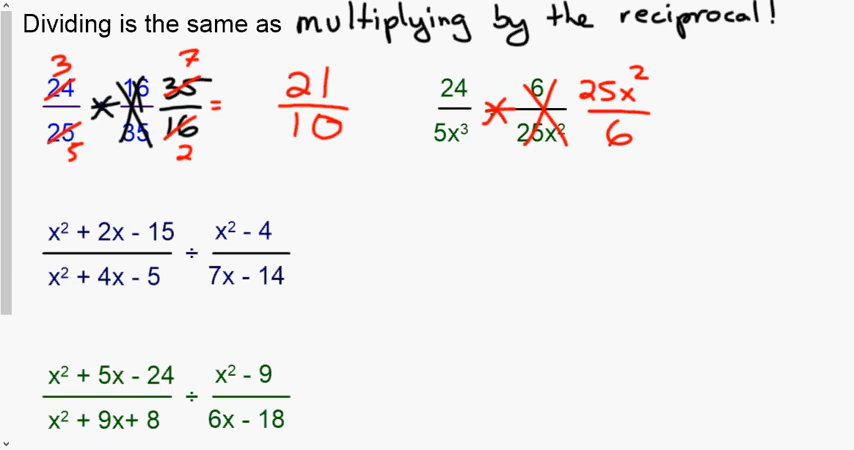 Dividing is the same as multiplying by the reciprocal!
3 7
24 * 16 35 = 21 24 * 6 25x²
25 35 16 10 5x³ 25x² 6
5 2
x² + 2x - 15 ÷ x² - 4
x² + 4x - 5 7x - 14
x² + 5x - 24 ÷ x² - 9
x² + 9x+ 8 6x - 18